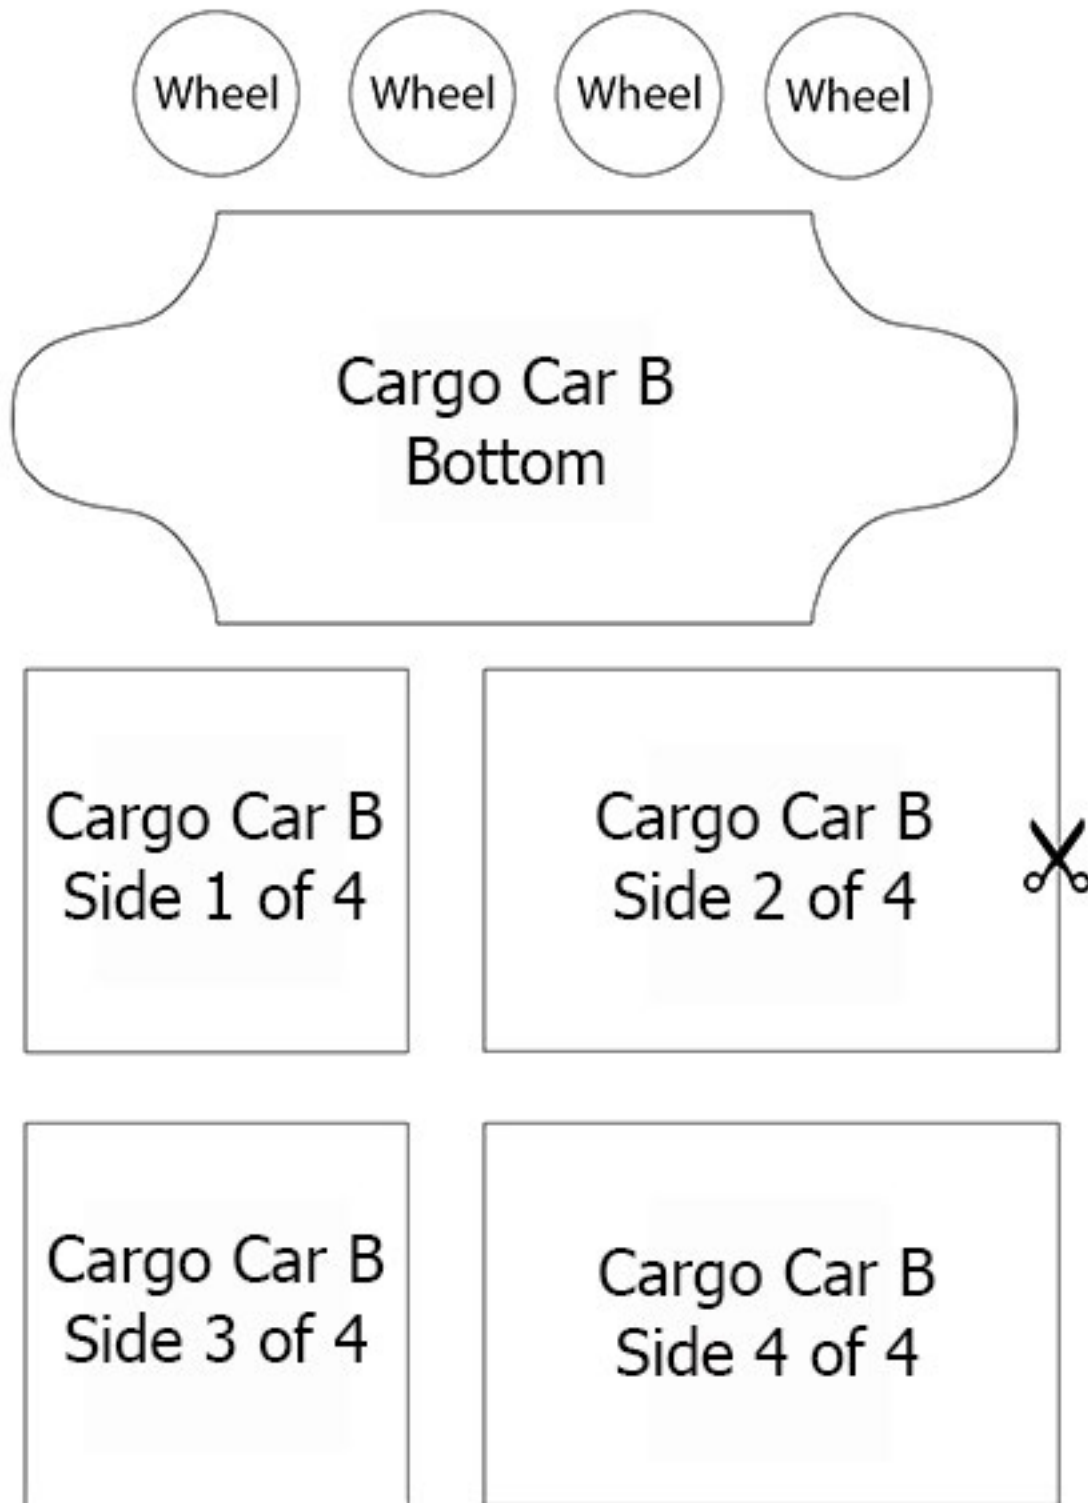 Wheel
Wheel
Wheel
Wheel
Cargo Car B
Bottom
Cargo Car B
Side 1 of 4
Cargo Car B
Side 2 of 4
Cargo Car B
Side 3 of 4
Cargo Car B
Side 4 of 4